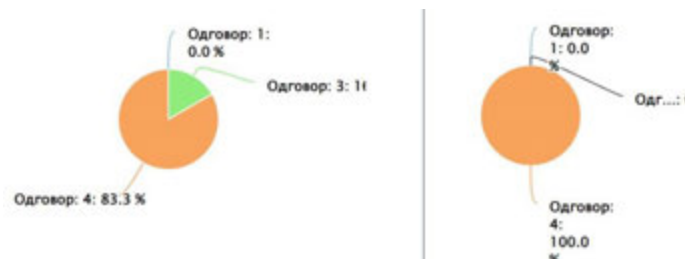 Одговор: 1:
0.0 %
Одговор: 3: 16
Одговор: 4: 83.3 %
Одговор:
1: 0.0
%
Одг...:
Одговор:
4:
100.0
%